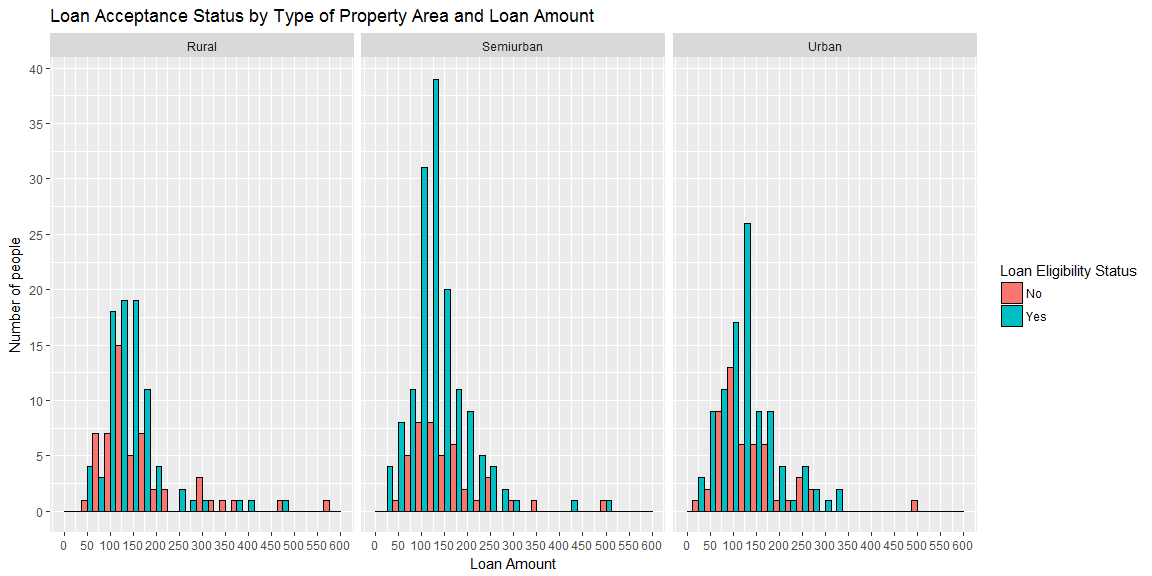 Loan Acceptance Status by Type of Property Area and Loan Amount
Rural
Semiurban
Urban
Number of people
40
35
30
25
20
15
10
5
0
0 50 100 150 200 250 300 350 400 450 500 550 600
0 50 100 150 200 250 300 350 400 450 500 550 600
0 50 100 150 200 250 300 350 400 450 500 550 600
Loan Amount
Loan Eligibility Status
No
Yes